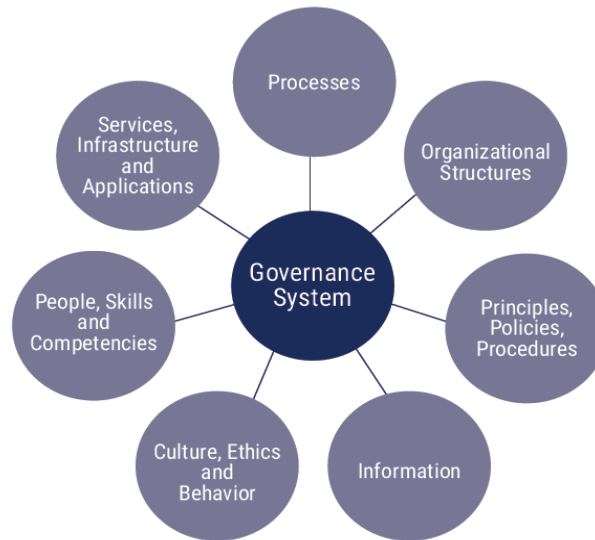 Processes
Organizational
Structures
Principles,
Policies,
Procedures
Information
Culture, Ethics
and
Behavior
People, Skills
and
Competencies
Services,
Infrastructure
and
Applications
Governance
System